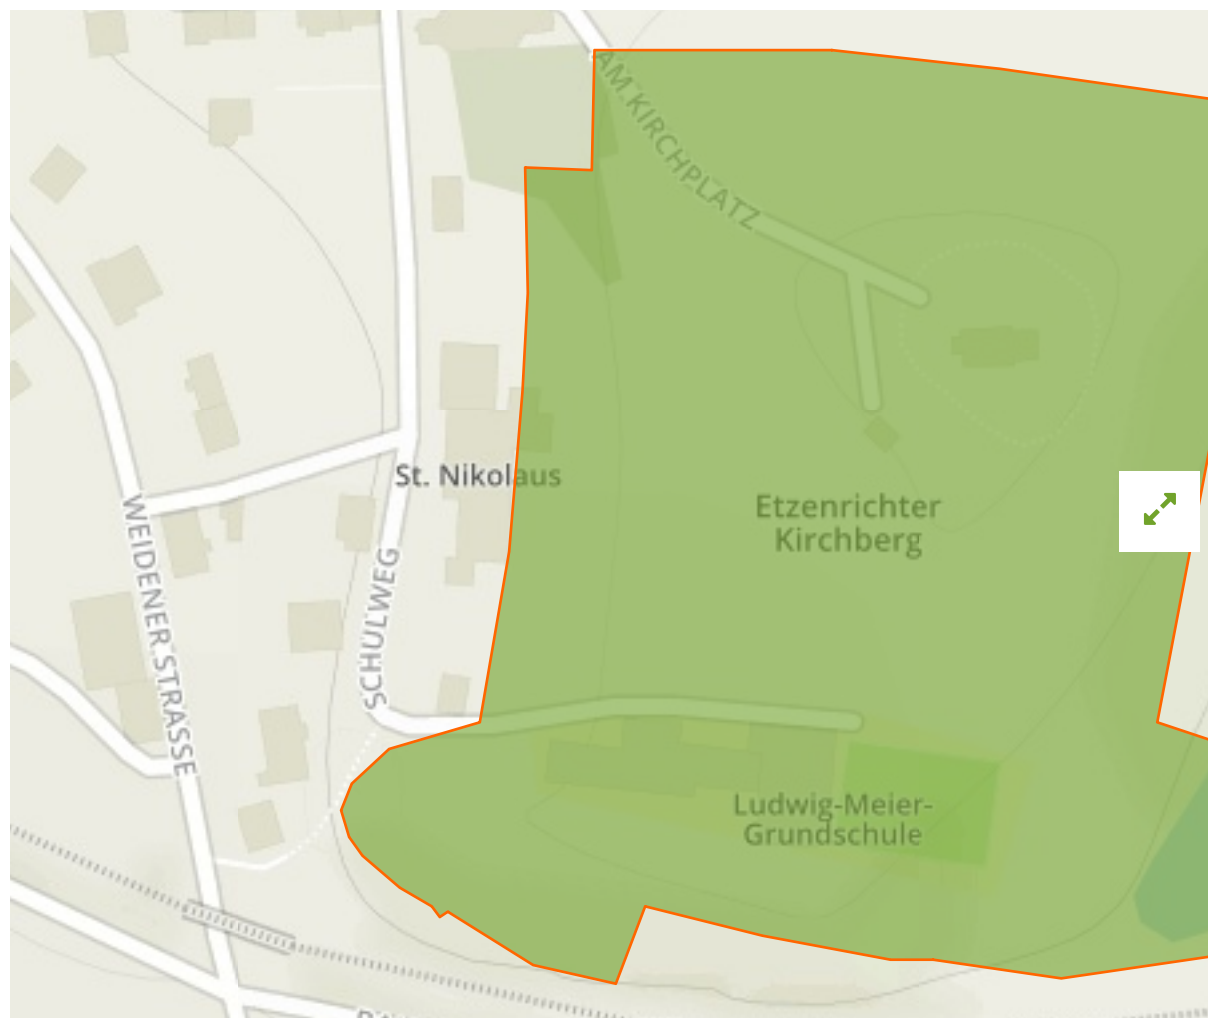 AM KIRCHPLATZ
St. Nikolaus
Etzenrichter
Kirchberg
WEIDENER STRASSE
SCHULWEG
Ludwig-Meier-
Grundschule